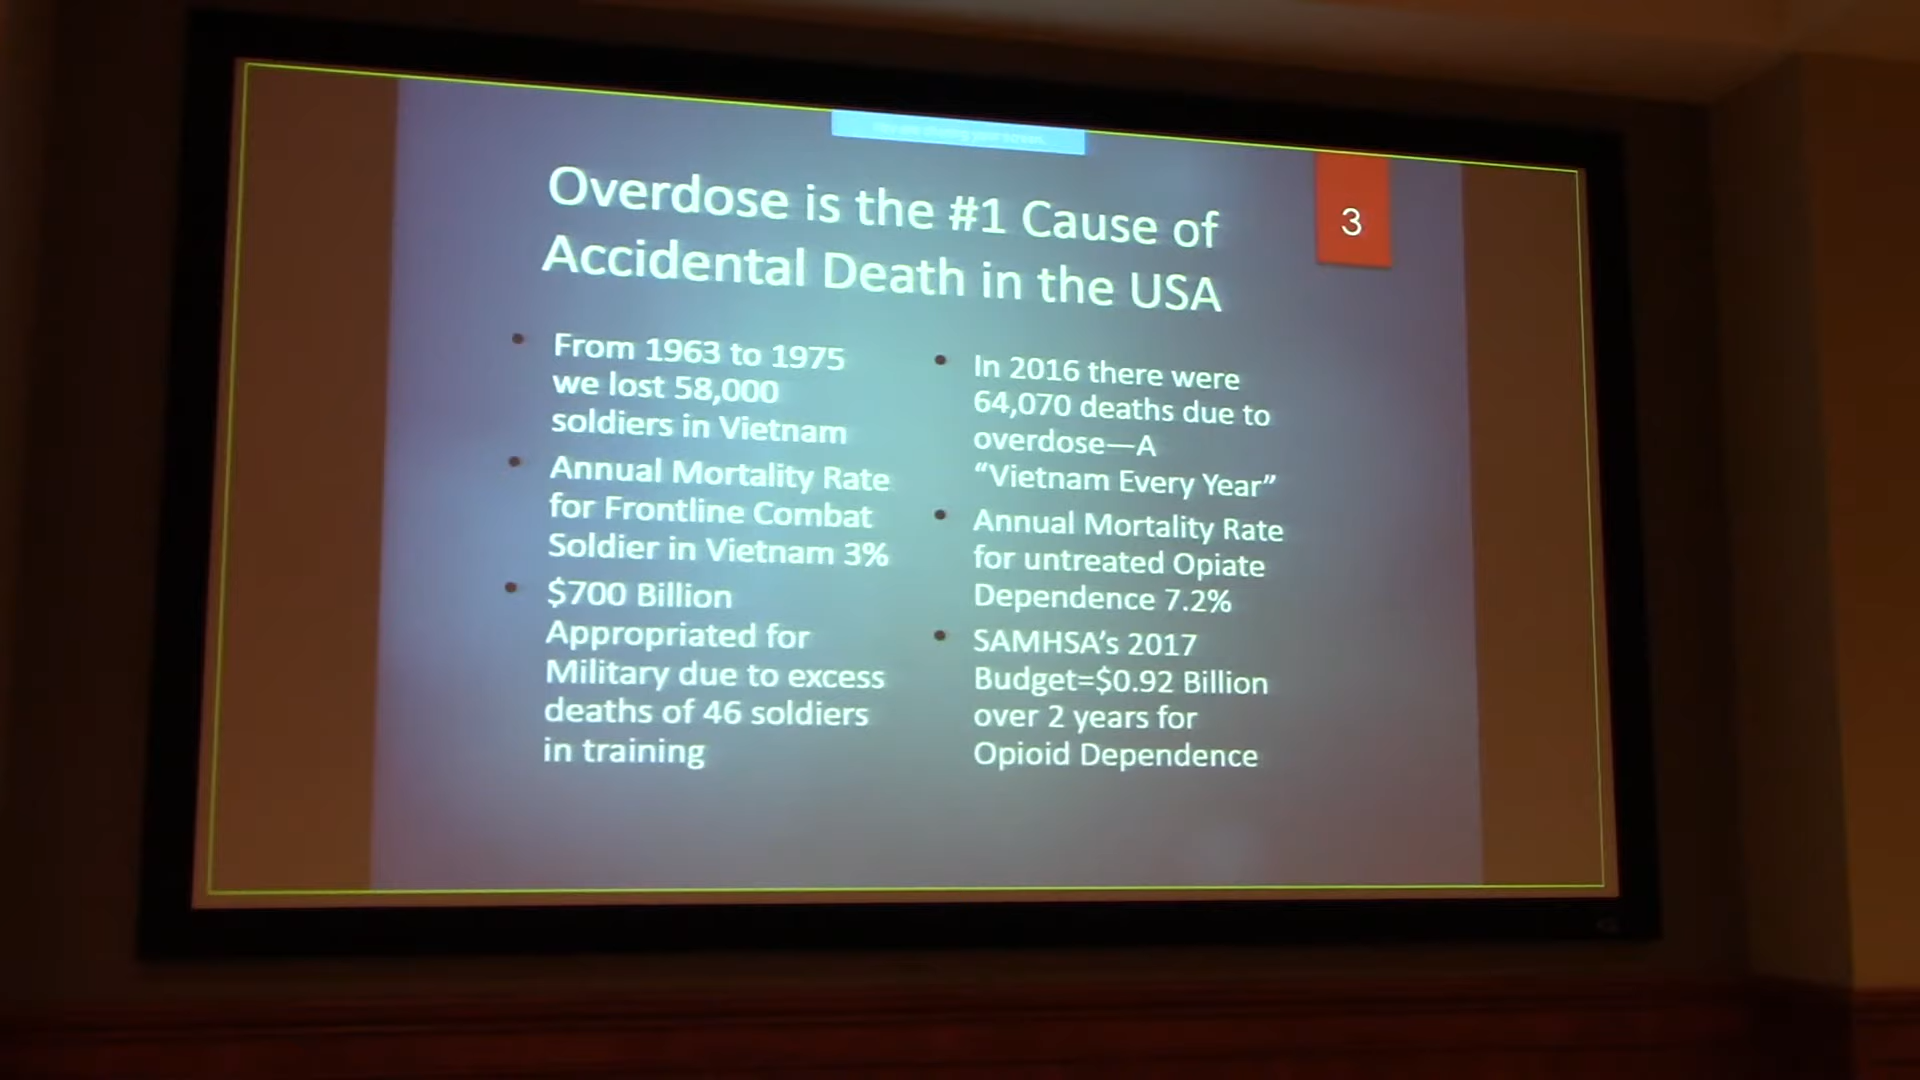 Overdose is the #1 Cause of
Accidental Death in the USA
3
• From 1963 to 1975
we lost 58,000
soldiers in Vietnam
• Annual Mortality Rate
for Frontline Combat
Soldier in Vietnam 3%
• $700 Billion
Appropriated for
Military due to excess
deaths of 46 soldiers
in training
• In 2016 there were
64,070 deaths due to
overdose—A
“Vietnam Every Year”
• Annual Mortality Rate
for untreated Opiate
Dependence 7.2%
• SAMHSA’s 2017
Budget=$0.92 Billion
over 2 years for
Opioid Dependence